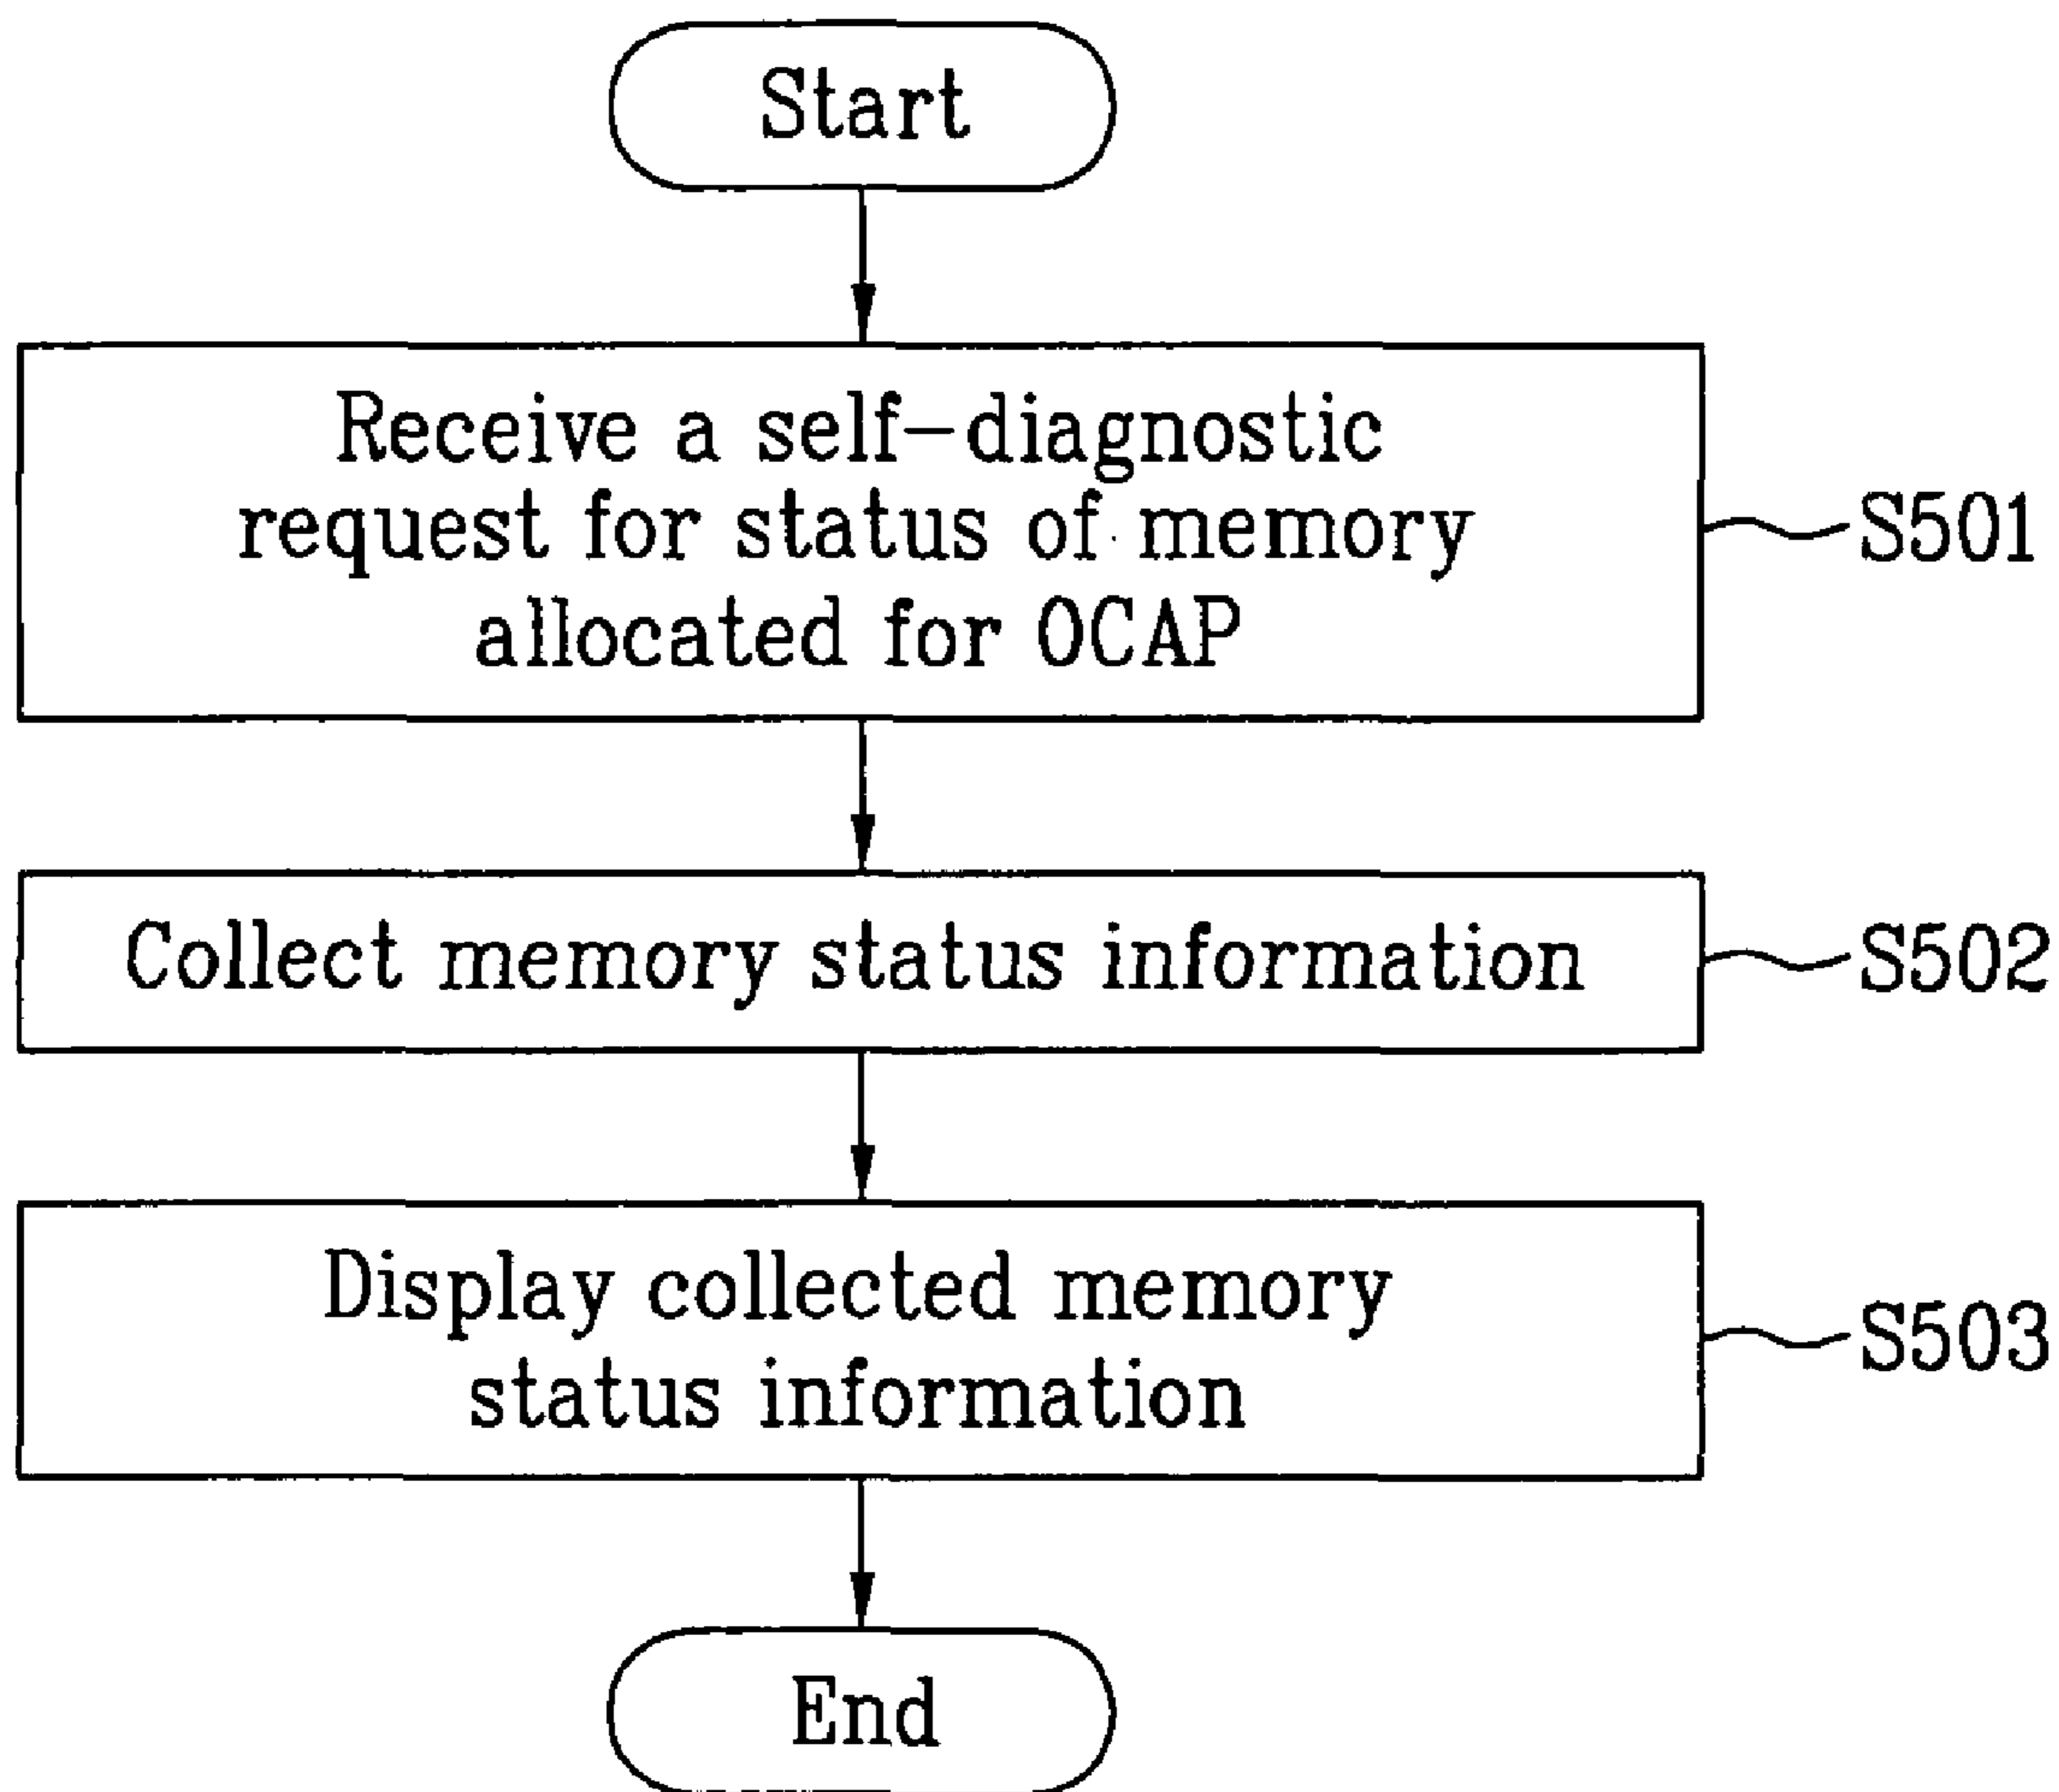 Start
Receive a self-diagnostic
request for status of memory
allocated for OCAP
S501
Collect memory status information
S502
Display collected memory
status information
S503
End